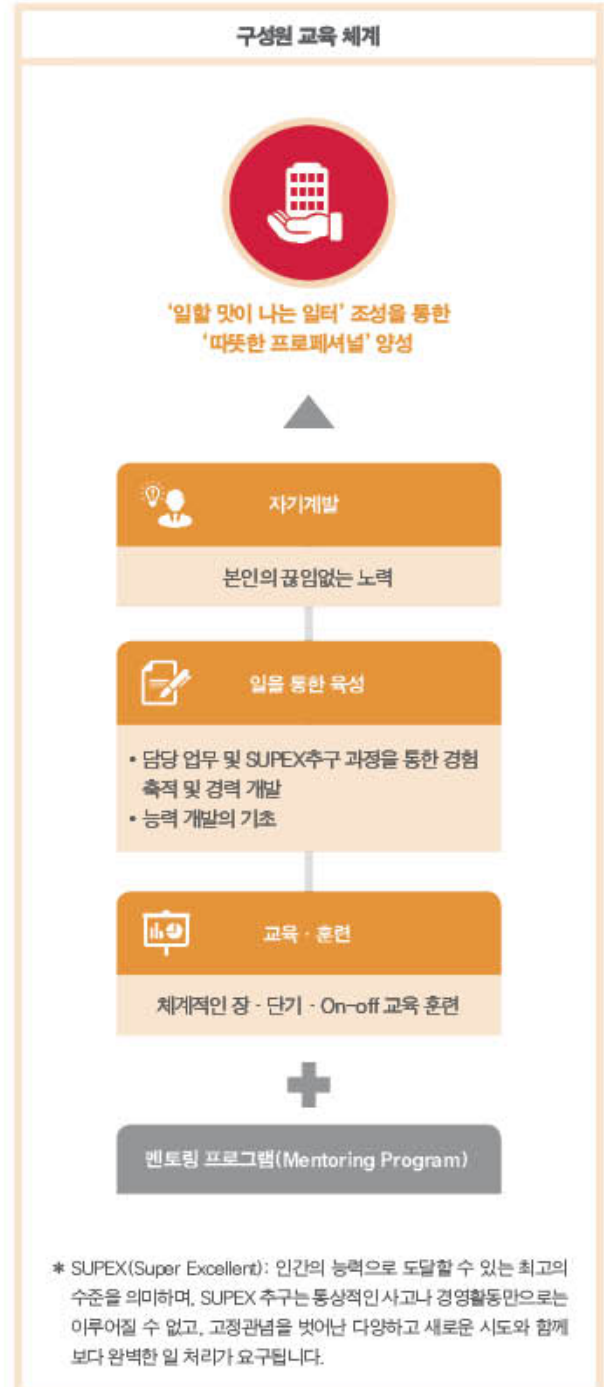 구성원 교육 체계
‘일할 맛이 나는 일터’ 조성을 통한
‘따뜻한 프로페셔널’ 양성
자기계발
본인의 끊임없는 노력
일을 통한 육성
• 담당 업무 및 SUPEX추구 과정을 통한 경험
축적 및 경력 개발
• 능력 개발의 기초
교육 · 훈련
체계적인 장 · 단기 · On-off 교육 훈련
멘토링 프로그램(Mentoring Program)
* SUPEX(Super Excellent): 인간의 능력으로 도달할 수 있는 최고의
수준을 의미하며, SUPEX 추구는 통상적인 사고나 경영활동만으로는
이루어질 수 없고, 고정관념을 벗어난 다양하고 새로운 시도와 함께
보다 완벽한 일 처리가 요구됩니다.